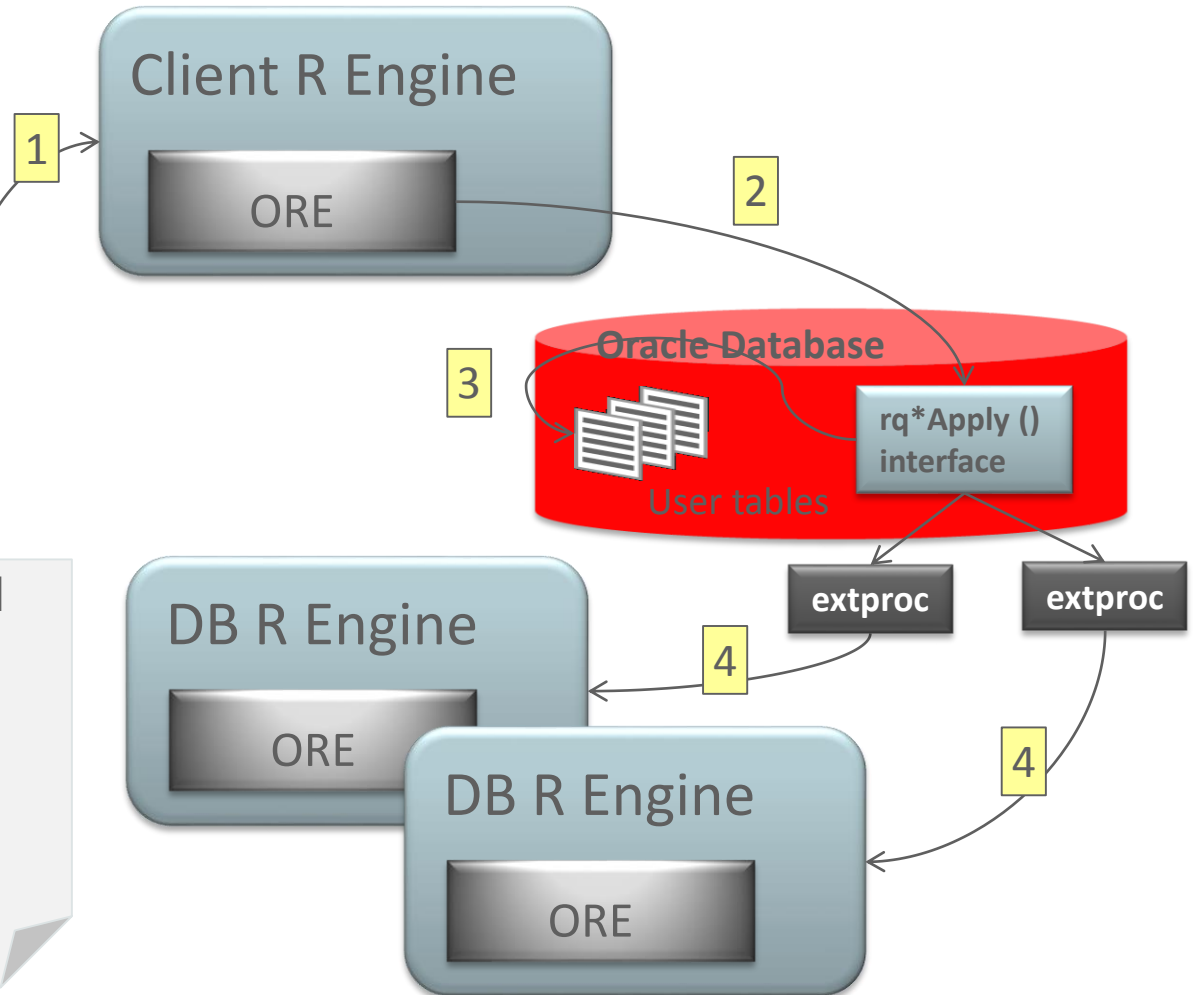 Client R Engine
1
ORE
2
Oracle Database
3
rq*Apply ()
interface
User tables
extproc
extproc
DB R Engine
4
ORE
4
DB R Engine
ORE